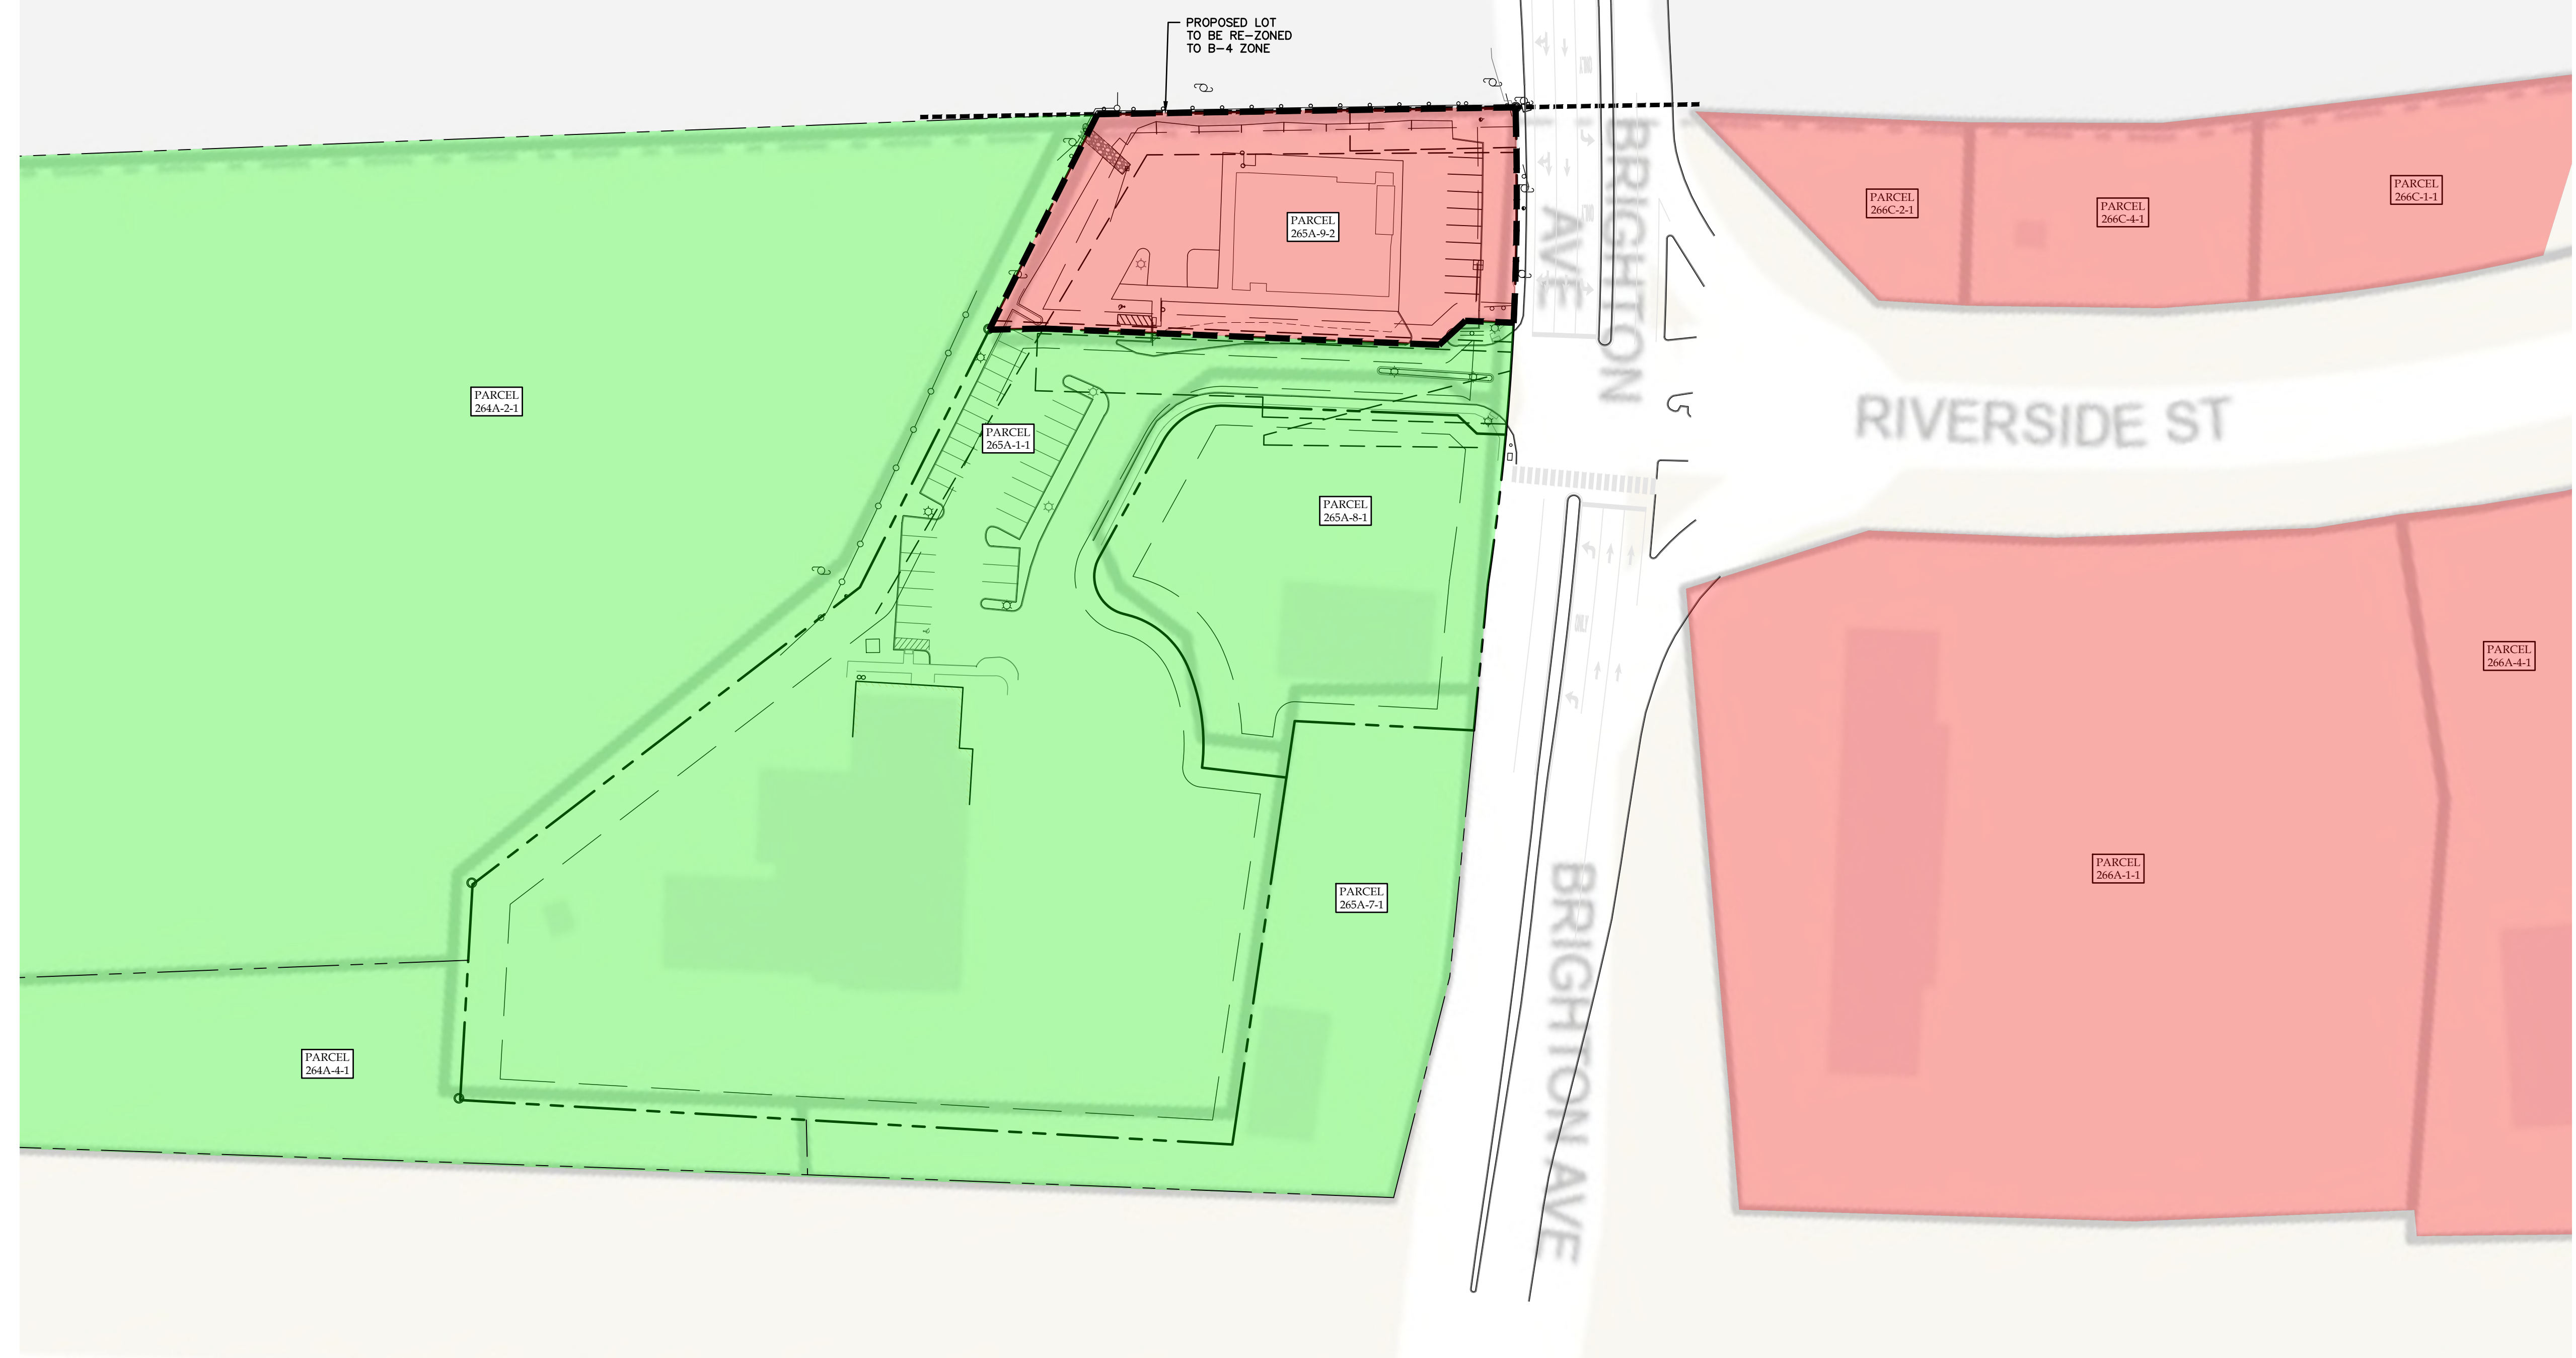 PROPOSED LOT
TO BE RE-ZONED
TO B-4 ZONE
PARCEL
266C-1-1
PARCEL
266C-2-1
PARCEL
266C-4-1
PARCEL
265A-9-2
BRIGHTON
AVE
PARCEL
264A-2-1
PARCEL
265A-1-1
RIVERSIDE ST
PARCEL
265A-8-1
PARCEL
266A-4-1
PARCEL
266A-1-1
PARCEL
265A-7-1
BRIGHTON AVE
PARCEL
264A-4-1
ONLY
ONLY